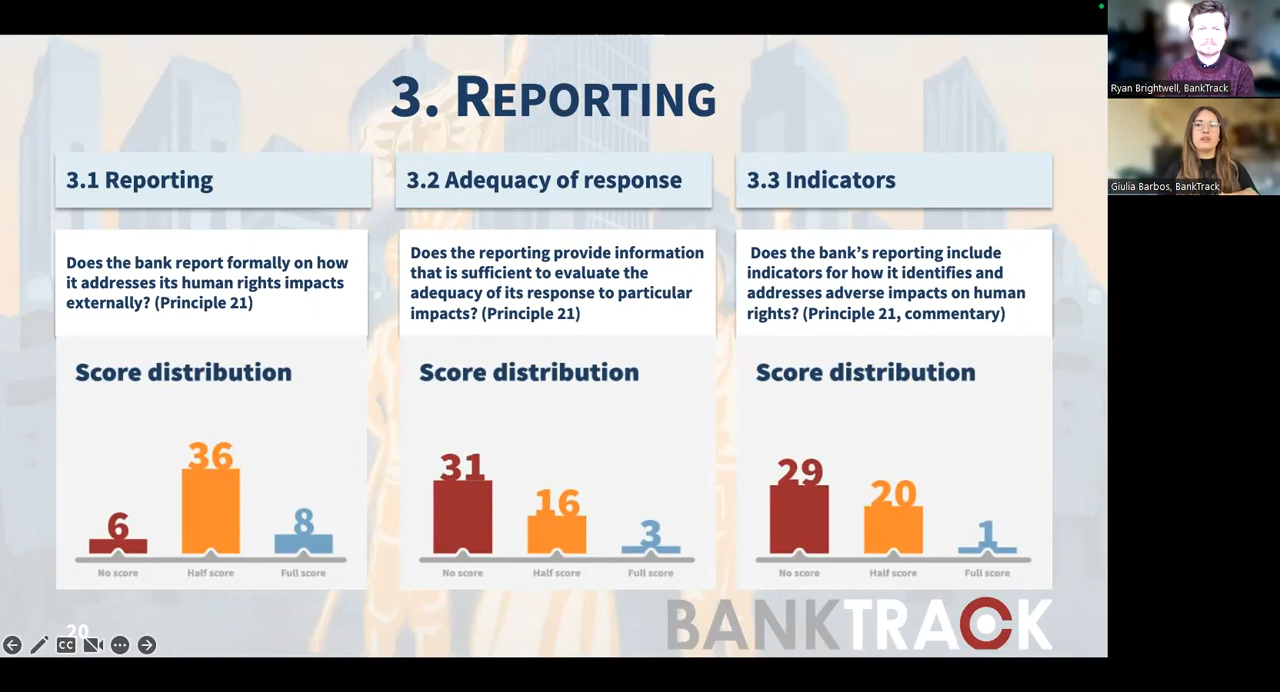 3. REPORTING
3.1 Reporting
Does the bank report formally on how
it addresses its human rights impacts
externally? (Principle 21)
Score distribution
6
36
8
No score
Half score
Full score
3.2 Adequacy of response
Does the reporting provide information
that is sufficient to evaluate the
adequacy of its response to particular
impacts? (Principle 21)
Score distribution
31
16
3
No score
Half score
Full score
3.3 Indicators
Does the bank's reporting include
indicators for how it identifies and
addresses adverse impacts on human
rights? (Principle 21, commentary)
Score distribution
29
20
1
No score
Half score
Full score
20
CC
BANKTRACK
Ryan Brightwell, BankTrack
Giulia Barbos, BankTrack